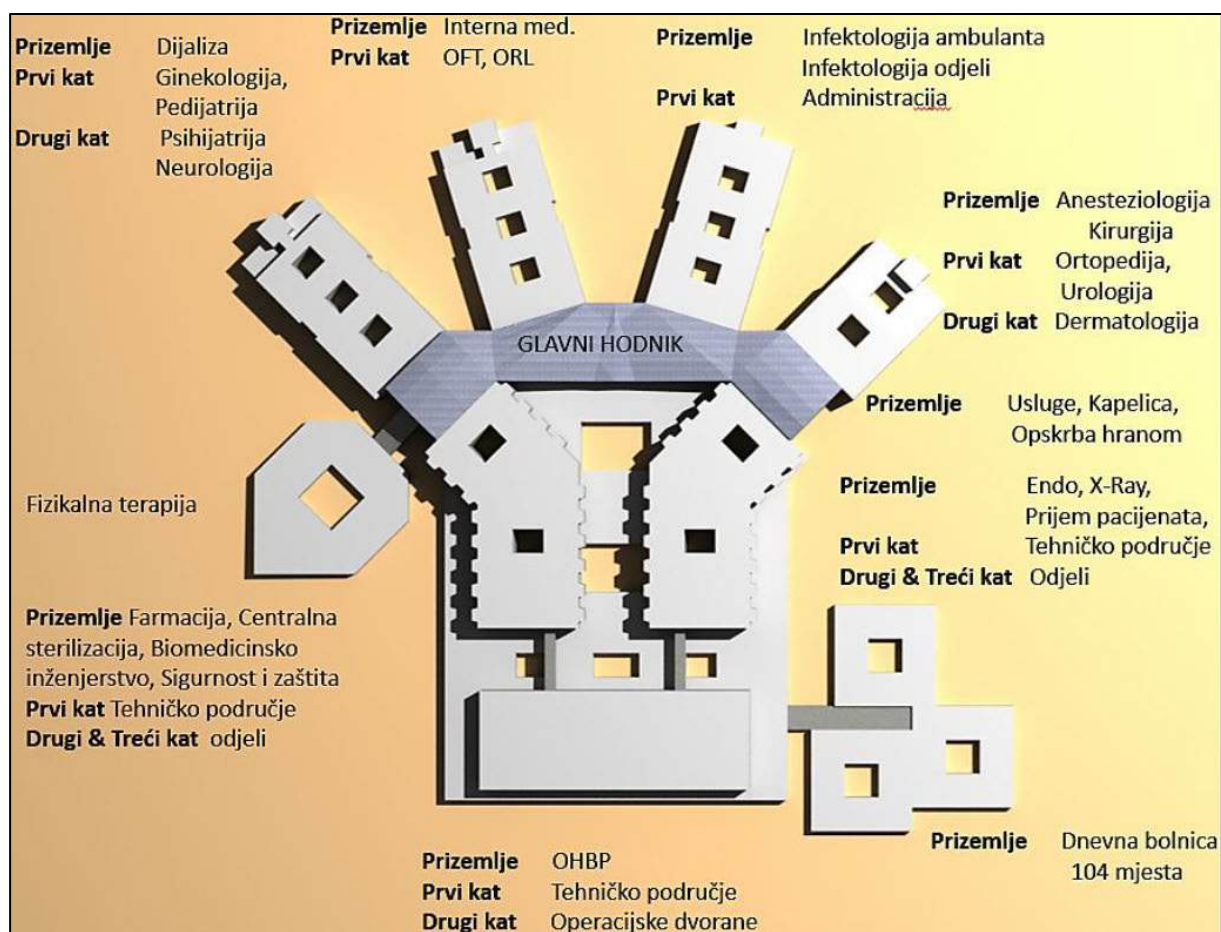 Prizemlje Dijaliza
Prvi kat Ginekologija,
Pedijatrija
Drugi kat Psihijatrija
Neurologija
Prizemlje Interna med.
Prvi kat OFT, ORL
Prizemlje Infektologija ambulanta
Infektologija odjeli
Prvi kat Administracija
Prizemlje Anesteziologija
Kirurgija
Prvi kat Ortopedija,
Urologija
Drugi kat Dermatologija
GLAVNI HODNIK
Prizemlje Usluge, Kapelica,
Opskrba hranom
Prizemlje Endo, X-Ray,
Prijem pacijenata,
Prvi kat Tehničko područje
Drugi & Treći kat Odjeli
Fizikalna terapija
Prizemlje Farmacija, Centralna
sterilizacija, Biomedicinsko
inženjerstvo, Sigurnost i zaštita
Prvi kat Tehničko područje
Drugi & Treći kat odjeli
Prizemlje Dnevna bolnica
104 mjesta
Prizemlje OHBP
Prvi kat Tehničko područje
Drugi kat Operacijske dvorane